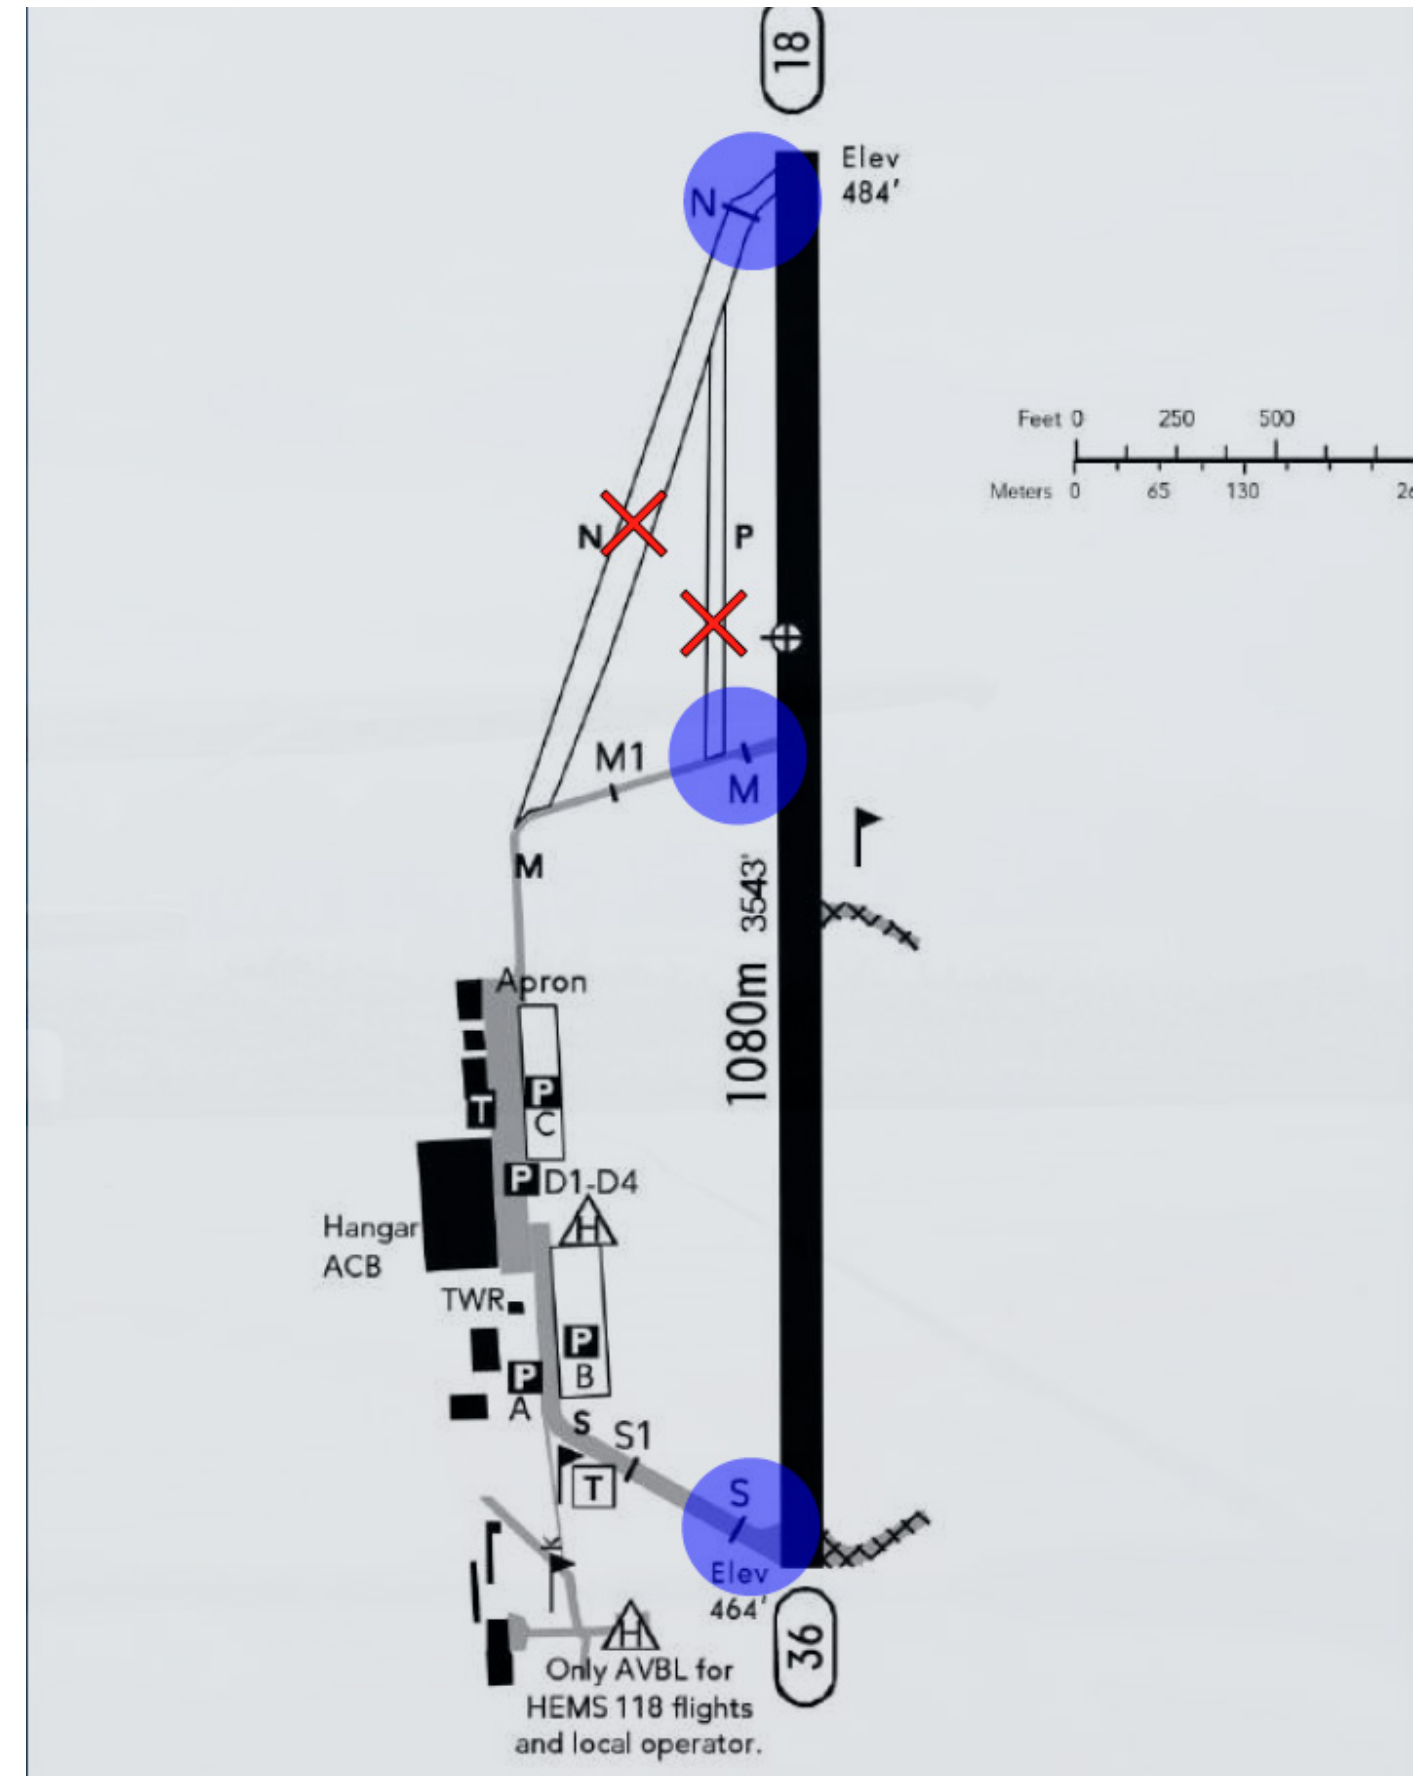 18
Elev
484'
N
Feet 0 250 500
Meters 0 65 130
N
P
M1
M
M
1080m 3543'
Apron
P
C
T
P D1-D4
H
Hangar
ACB
TWR
P
B
P
A
S
S1
T
S
K
Elev
464'
36
H
Only AVBL for
HEMS 118 flights
and local operator.